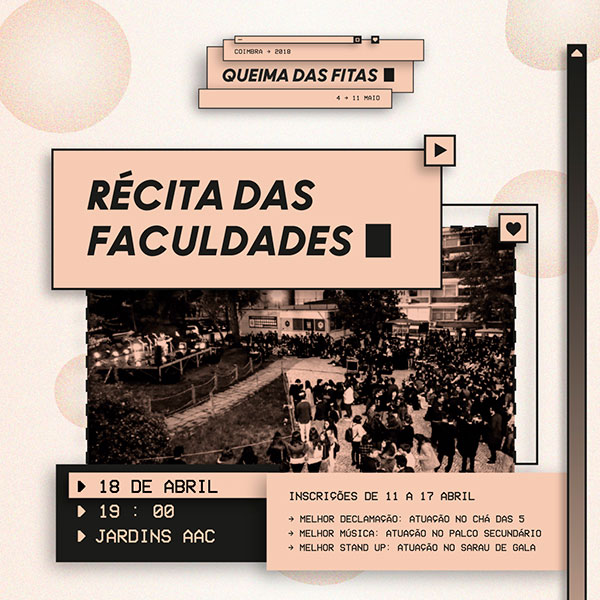 COIMBRA → 2018
QUEIMA DAS FITAS
4 → 11 MAIO
RÉCITA DAS
FACULDADES
18 DE ABRIL
19 : 00
JARDINS AAC
INSCRIÇÕES DE 11 A 17 ABRIL
→ MELHOR DECLAMAÇÃO: ATUAÇÃO NO CHÁ DAS 5
→ MELHOR MÚSICA: ATUAÇÃO NO PALCO SECUNDÁRIO
→ MELHOR STAND UP: ATUAÇÃO NO SARAU DE GALA